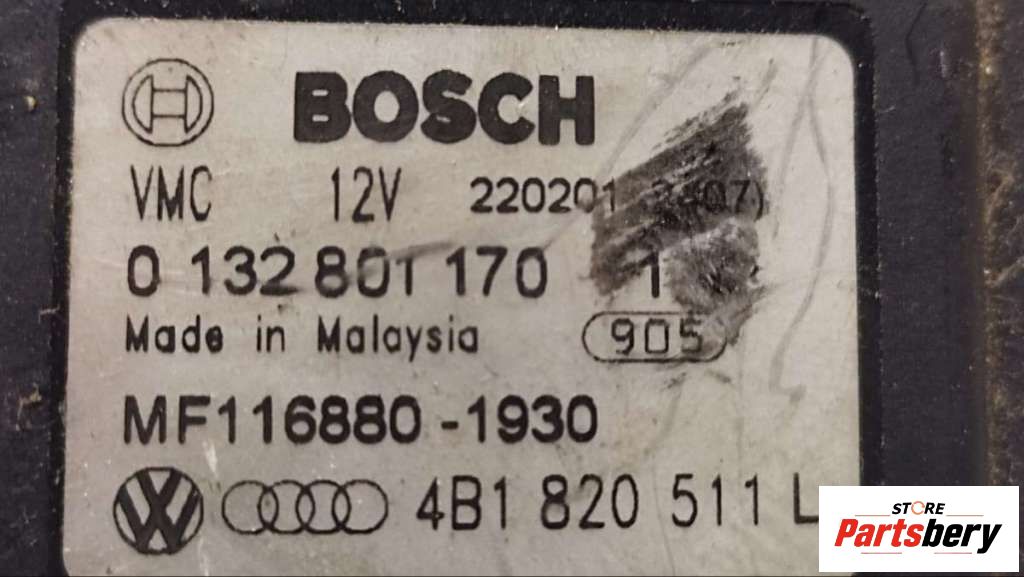 BOSCH
VMC 12V 220201
0 132 801 170 1
Made in Malaysia 905
MF116880 -1930
4B1 820 511 L
STORE
Partsbery